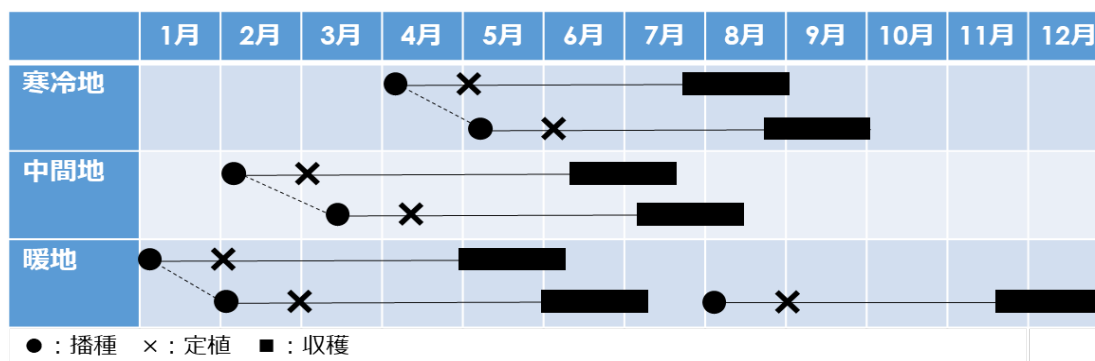 1月 2月 3月 4月 5月 6月 7月 8月 9月 10月 11月 12月
寒冷地
中間地
暖地
●：播種 ×：定植 ■：収穫